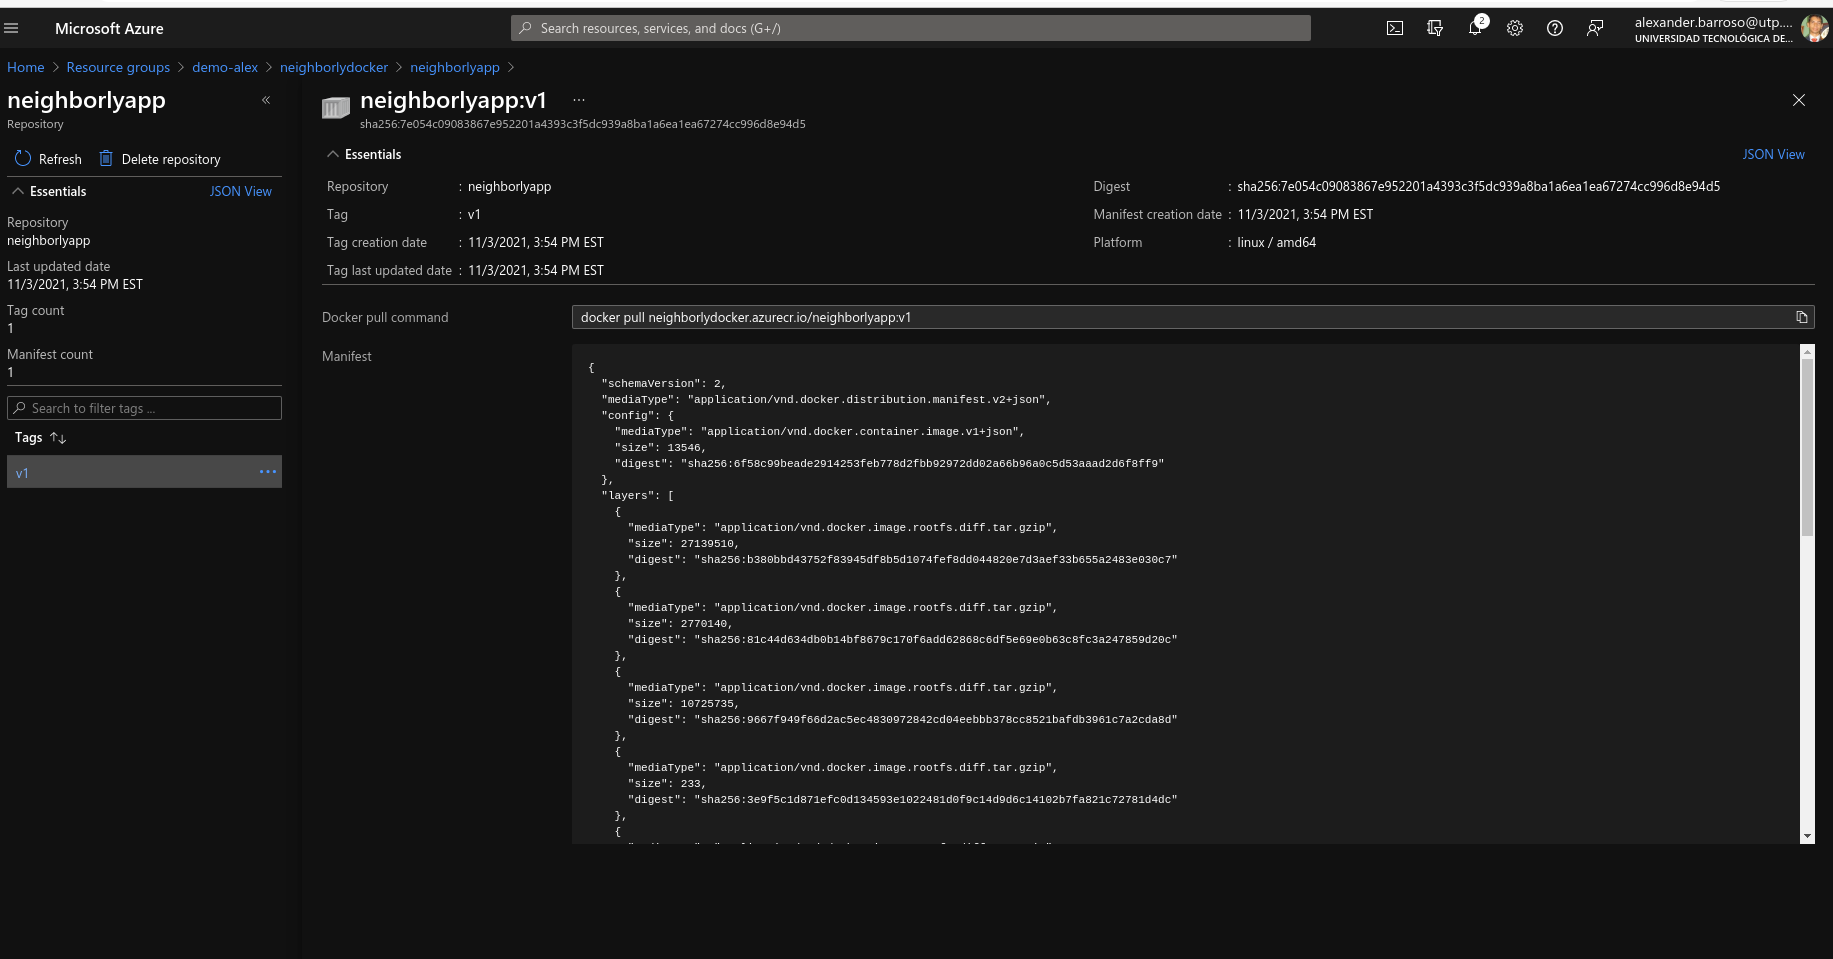 Microsoft Azure
Search resources, services, and docs (G+/)
2
alexander.barroso@utp....
UNIVERSIDAD TECNOLÓGICA DE...
Home > Resource groups > demo-alex > neighborlydocker > neighborlyapp >
neighborlyapp
Repository
Refresh Delete repository
Essentials JSON View
Repository
neighborlyapp
Last updated date
11/3/2021, 3:54 PM EST
Tag count
1
Manifest count
1
Search to filter tags ...
Tags
v1
neighborlyapp:v1
sha256:7e054c09083867e952201a4393c3f5dc939a8ba1a6ea1ea67274cc996d8e94d5
Essentials JSON View
Repository : neighborlyapp
Tag : v1
Tag creation date : 11/3/2021, 3:54 PM EST
Tag last updated date : 11/3/2021, 3:54 PM EST
Digest : sha256:7e054c09083867e952201a4393c3f5dc939a8ba1a6ea1ea67274cc996d8e94d5
Manifest creation date : 11/3/2021, 3:54 PM EST
Platform : linux / amd64
Docker pull command docker pull neighborlydocker.azurecr.io/neighborlyapp:v1
Manifest
{
"schemaVersion": 2,
"mediaType": "application/vnd.docker.distribution.manifest.v2+json",
"config": {
"mediaType": "application/vnd.docker.container.image.v1+json",
"size": 13546,
"digest": "sha256:6f58c99beade2914253feb778d2fbb92972dd02a66b96a0c5d53aaad2d6f8ff9"
},
"layers": [
{
"mediaType": "application/vnd.docker.image.rootfs.diff.tar.gzip",
"size": 27139510,
"digest": "sha256:b380bbd43752f83945df8b5d1074fef8dd044820e7d3aef33b655a2483e030c7"
},
{
"mediaType": "application/vnd.docker.image.rootfs.diff.tar.gzip",
"size": 2770140,
"digest": "sha256:81c44d634db0b14bf8679c170f6add62868c6df5e69e0b63c8fc3a247859d20c"
},
{
"mediaType": "application/vnd.docker.image.rootfs.diff.tar.gzip",
"size": 10725735,
"digest": "sha256:9667f949f66d2ac5ec4830972842cd04eebbb378cc8521bafdb3961c7a2cda8d"
},
{
"mediaType": "application/vnd.docker.image.rootfs.diff.tar.gzip",
"size": 233,
"digest": "sha256:3e9f5c1d871efc0d134593e1022481d0f9c14d9d6c14102b7fa821c72781d4dc"
},
{